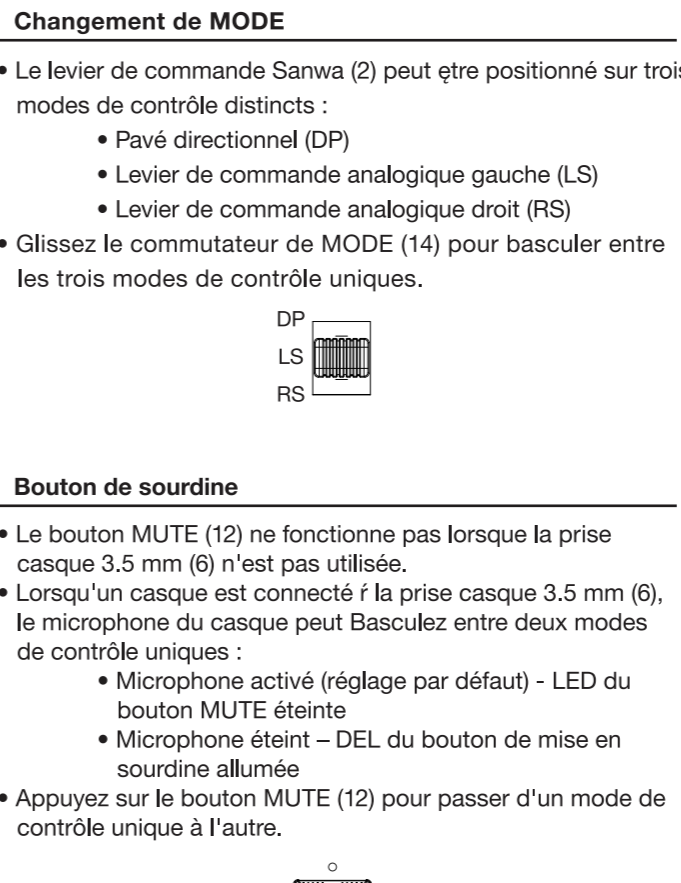 Changement de MODE
• Le levier de commande Sanwa (2) peut ętre positionné sur trois
modes de contrôle distincts :
• Pavé directionnel (DP)
• Levier de commande analogique gauche (LS)
• Levier de commande analogique droit (RS)
• Glissez le commutateur de MODE (14) pour basculer entre
les trois modes de contrôle uniques.
DP
LS
RS
Bouton de sourdine
• Le bouton MUTE (12) ne fonctionne pas lorsque la prise
casque 3.5 mm (6) n'est pas utilisée.
• Lorsqu'un casque est connecté ŕ la prise casque 3.5 mm (6),
le microphone du casque peut Basculez entre deux modes
de contrôle uniques :
• Microphone activé (réglage par défaut) - LED du
bouton MUTE éteinte
• Microphone éteint – DEL du bouton de mise en
sourdine allumée
• Appuyez sur le bouton MUTE (12) pour passer d'un mode de
contrôle unique à l'autre.